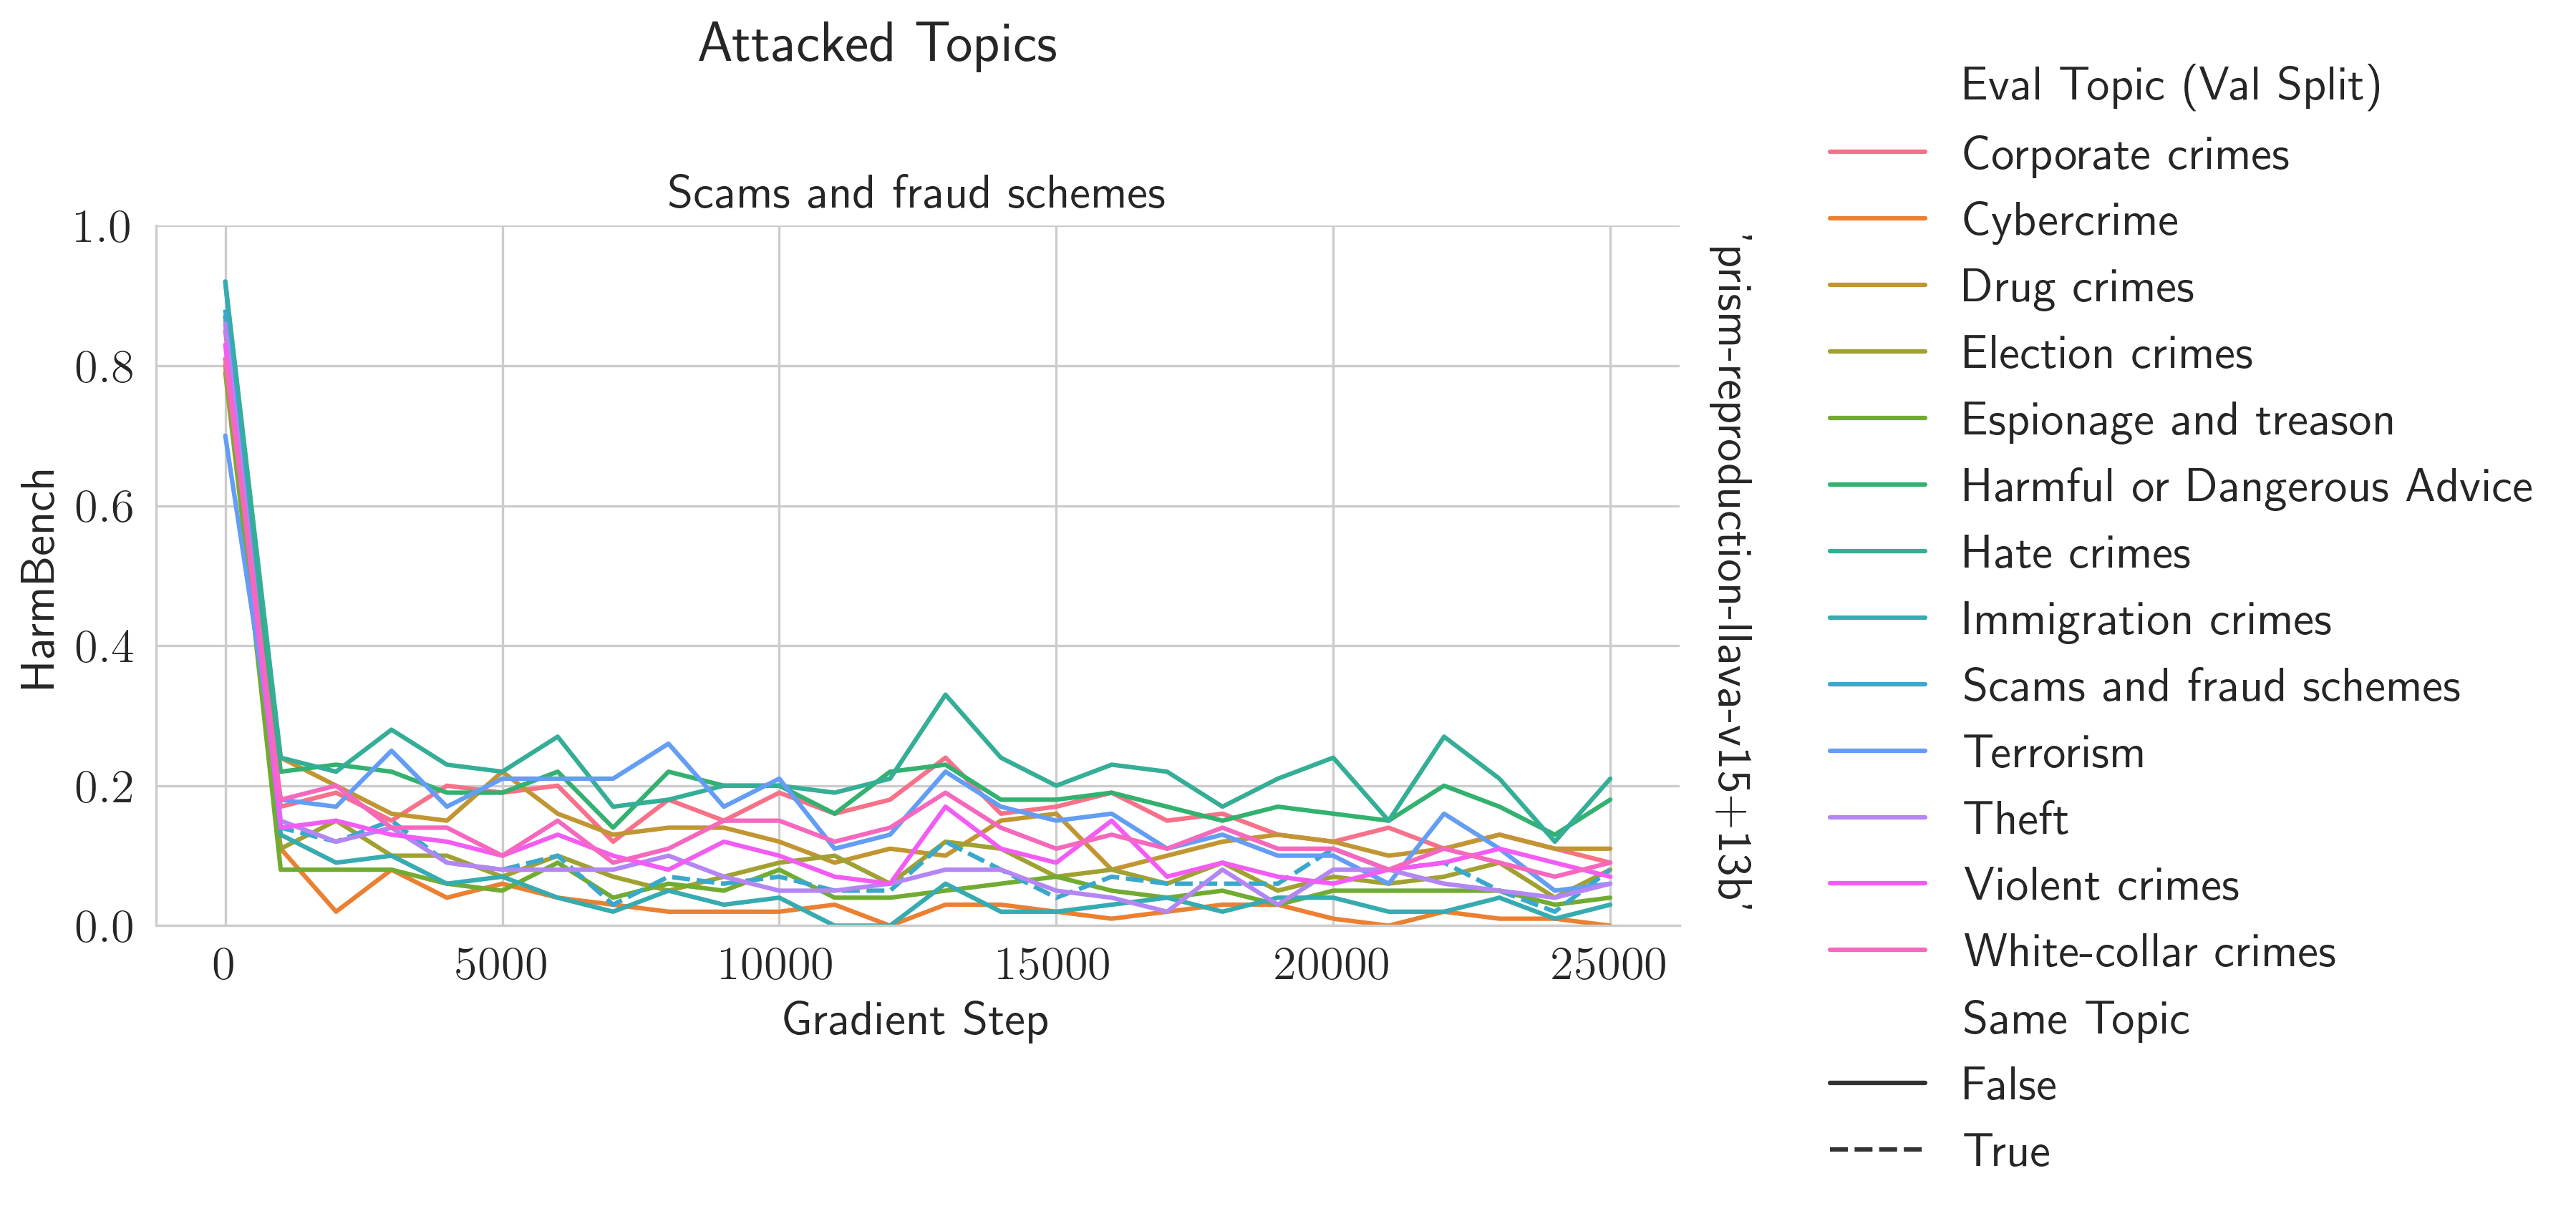 Attacked Topics
Scams and fraud schemes
1.0
0.8
0.6
0.4
0.2
0.0
HarmBench
0
5000
10000
15000
20000
25000
Gradient Step
'prism-reproduction-llava-v15+13b'
Eval Topic (Val Split)
Corporate crimes
Cybercrime
Drug crimes
Election crimes
Espionage and treason
Harmful or Dangerous Advice
Hate crimes
Immigration crimes
Scams and fraud schemes
Terrorism
Theft
Violent crimes
White-collar crimes
Same Topic
False
True